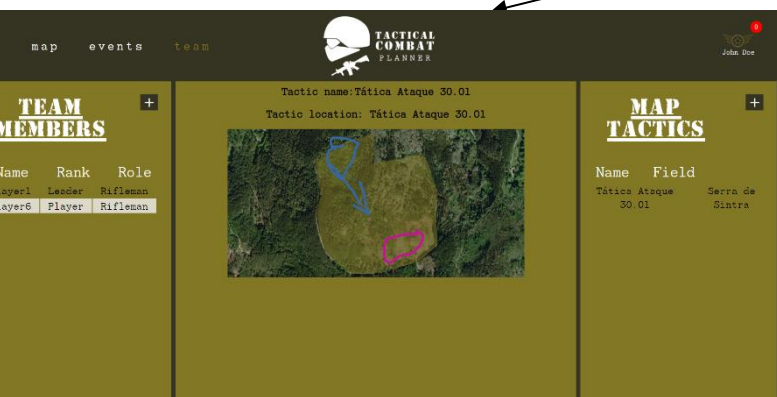 map events team
TACTICAL
COMBAT
PLANNER
0
John Doe
TEAM
MEMBERS
+
Name Rank Role
layer1 Leader Rifleman
layer6 Player Rifleman
Tactic name:Tática Ataque 30.01
Tactic location: Tática Ataque 30.01
MAP
TACTICS
+
Name Field
Tática Ataque Serra de
30.01 Sintra